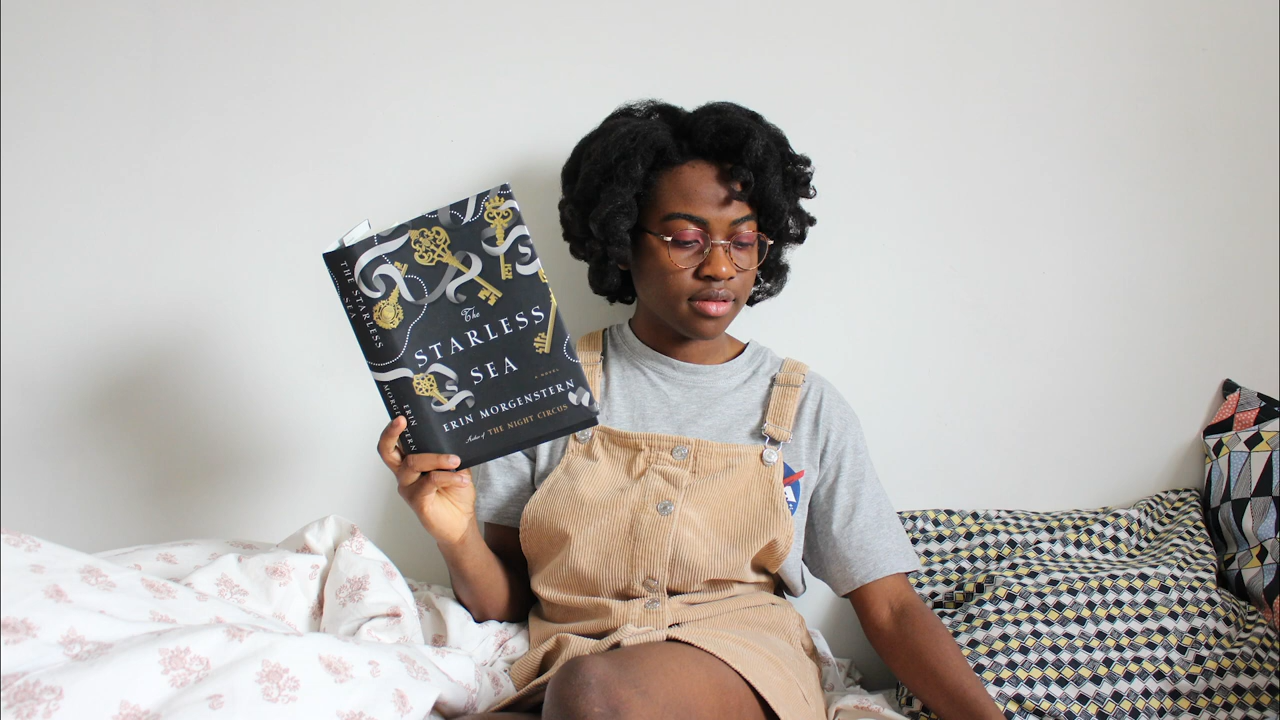 THE STARLESS
SEA
ERIN
MORGENSTERN
The
STARLESS
SEA
A NOVEL
ERIN MORGENSTERN
Author of THE NIGHT CIRCUS